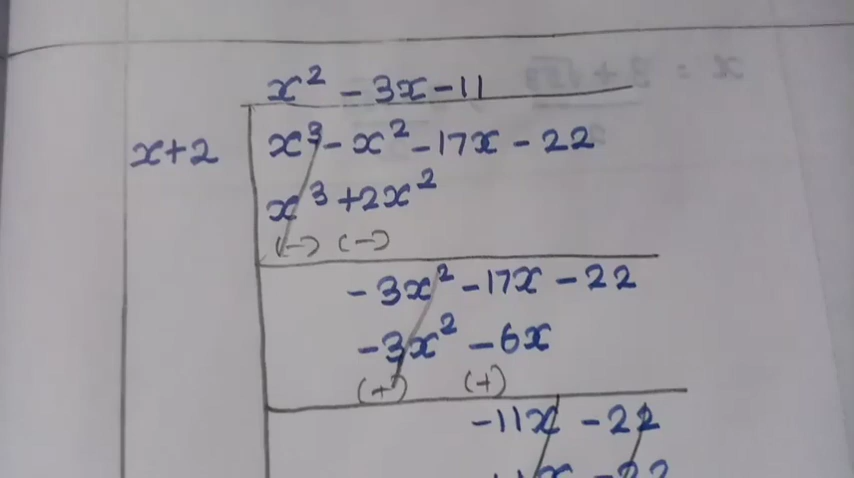 x² - 3x - 11
x+2 x³ - x² - 17x - 22
x³ + 2x²
(-) (-)
-3x² - 17x - 22
-3x² - 6x
(+) (+)
-11x - 22